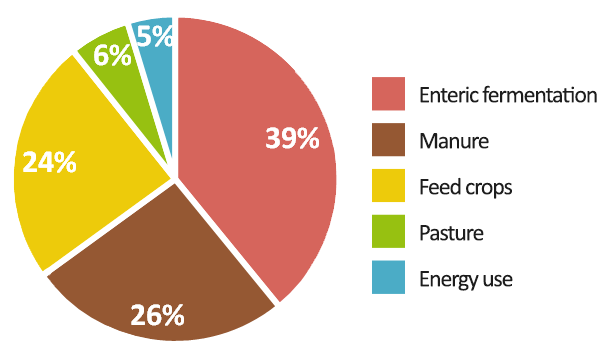 5%
6%
39%
24%
26%
Enteric fermentation
Manure
Feed crops
Pasture
Energy use